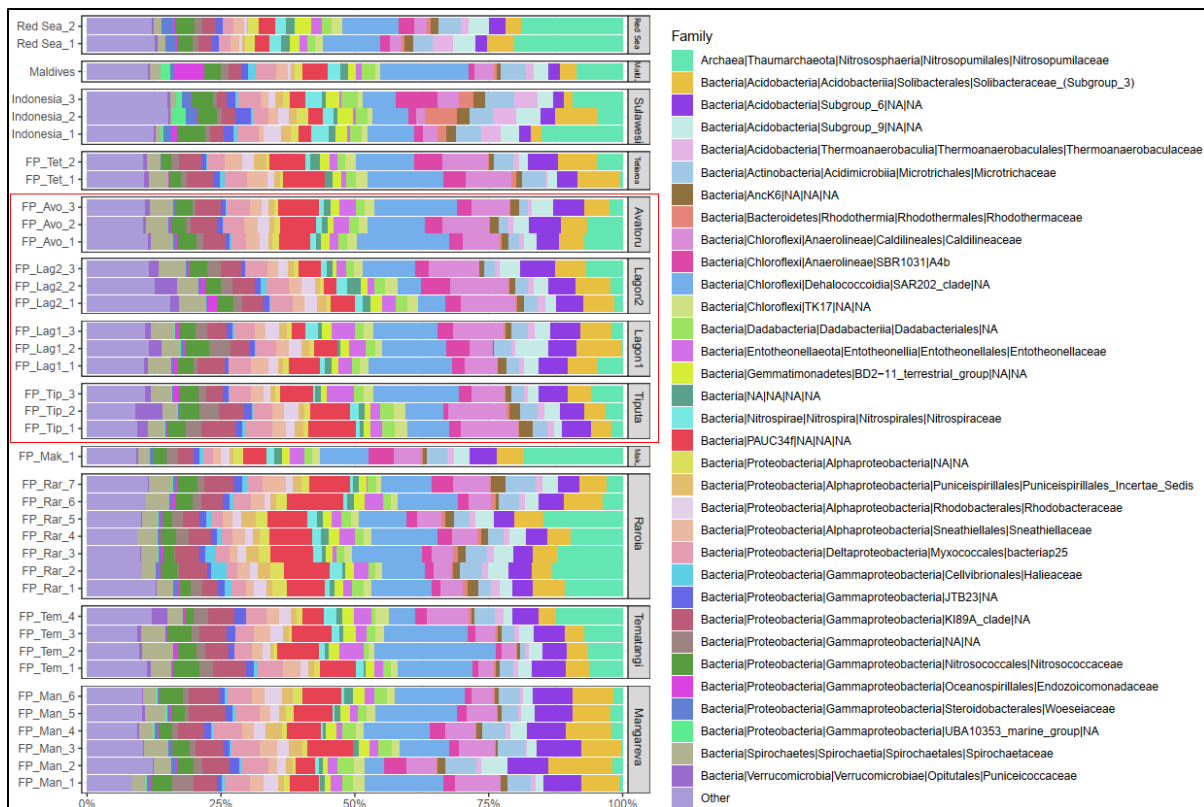 Red Sea_2
Red Sea_1
Red Sea
Maldives
Indonesia_3
Indonesia_2
Indonesia_1
Sulawesi
FP_Tet_2
FP_Tet_1
FP_Avo_3
FP_Avo_2
FP_Avo_1
Avatoru
FP_Lag2_3
FP_Lag2_2
FP_Lag2_1
Lagon2
FP_Lag1_3
FP_Lag1_2
FP_Lag1_1
Lagon1
FP_Tip_3
FP_Tip_2
FP_Tip_1
Tiputa
FP_Mak_1
FP_Rar_7
FP_Rar_6
FP_Rar_5
FP_Rar_4
FP_Rar_3
FP_Rar_2
FP_Rar_1
Raroia
FP_Tem_4
FP_Tem_3
FP_Tem_2
FP_Tem_1
Tematangi
FP_Man_6
FP_Man_5
FP_Man_4
FP_Man_3
FP_Man_2
FP_Man_1
Mangareva
0% 25% 50% 75% 100%
Family
Archaea|Thaumarchaeota|Nitrososphaeria|Nitrosopumilales|Nitrosopumilaceae
Bacteria|Acidobacteria|Acidobacteriia|Solibacterales|Solibacteraceae_(Subgroup_3)
Bacteria|Acidobacteria|Subgroup_6|NA|NA
Bacteria|Acidobacteria|Subgroup_9|NA|NA
Bacteria|Acidobacteria|Thermoanaerobaculia|Thermoanaerobaculales|Thermoanaerobaculaceae
Bacteria|Actinobacteria|Acidimicrobiia|Microtrichales|Microtrichaceae
Bacteria|AncK6|NA|NA|NA
Bacteria|Bacteroidetes|Rhodothermia|Rhodothermales|Rhodothermaceae
Bacteria|Chloroflexi|Anaerolineae|Caldilineales|Caldilineaceae
Bacteria|Chloroflexi|Anaerolineae|SBR1031|A4b
Bacteria|Chloroflexi|Dehalococcoidia|SAR202_clade|NA
Bacteria|Chloroflexi|TK17|NA|NA
Bacteria|Dadabacteria|Dadabacteriia|Dadabacteriales|NA
Bacteria|Entotheonellaeota|Entotheonellia|Entotheonellales|Entotheonellaceae
Bacteria|Gemmatimonadetes|BD2−11_terrestrial_group|NA|NA
Bacteria|NA|NA|NA|NA
Bacteria|Nitrospirae|Nitrospira|Nitrospirales|Nitrospiraceae
Bacteria|PAUC34f|NA|NA|NA
Bacteria|Proteobacteria|Alphaproteobacteria|NA|NA
Bacteria|Proteobacteria|Alphaproteobacteria|Puniceispirillales|Puniceispirillales_Incertae_Sedis
Bacteria|Proteobacteria|Alphaproteobacteria|Rhodobacterales|Rhodobacteraceae
Bacteria|Proteobacteria|Alphaproteobacteria|Sneathiellales|Sneathiellaceae
Bacteria|Proteobacteria|Deltaproteobacteria|Myxococcales|bacteriap25
Bacteria|Proteobacteria|Gammaproteobacteria|Cellvibrionales|Halieaceae
Bacteria|Proteobacteria|Gammaproteobacteria|JTB23|NA
Bacteria|Proteobacteria|Gammaproteobacteria|KI89A_clade|NA
Bacteria|Proteobacteria|Gammaproteobacteria|NA|NA
Bacteria|Proteobacteria|Gammaproteobacteria|Nitrosococcales|Nitrosococcaceae
Bacteria|Proteobacteria|Gammaproteobacteria|Oceanospirillales|Endozoicomonadaceae
Bacteria|Proteobacteria|Gammaproteobacteria|Steroidobacterales|Woeseiaceae
Bacteria|Proteobacteria|Gammaproteobacteria|UBA10353_marine_group|NA
Bacteria|Spirochaetes|Spirochaetia|Spirochaetales|Spirochaetaceae
Bacteria|Verrucomicrobia|Verrucomicrobiae|Opitutales|Puniceicoccaceae
Other